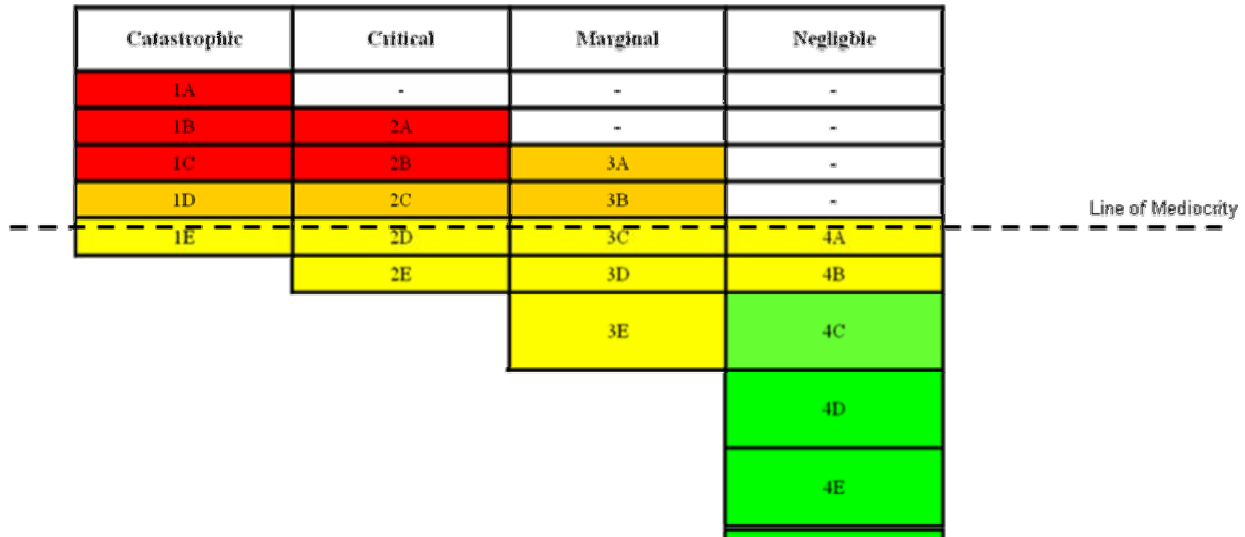 Catastrophic Critical Marginal Negligble
1A - - -
1B 2A - -
1C 2B 3A -
1D 2C 3B -
Line of Mediocrity
1E 2D 3C 4A
2E 3D 4B
3E 4C
4D
4E